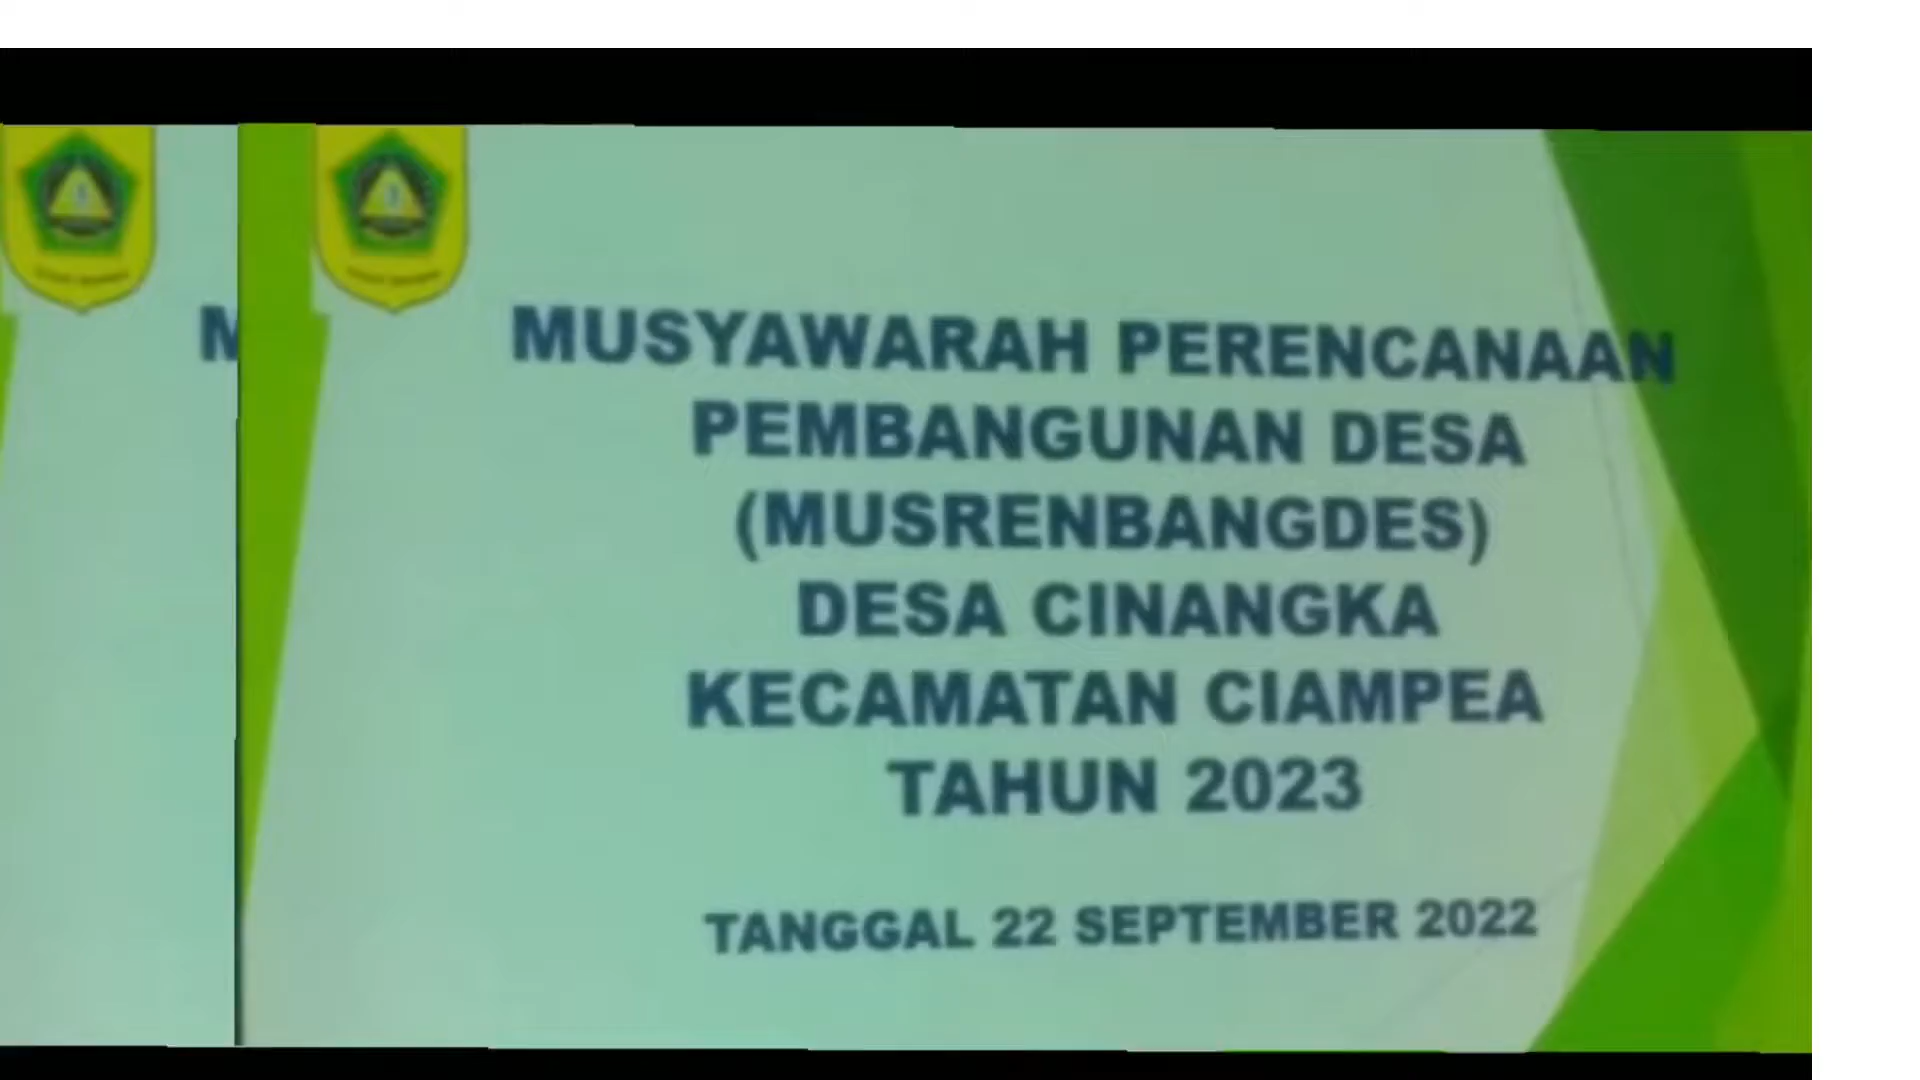 MUSYAWARAH PERENCANAAN
PEMBANGUNAN DESA
(MUSRENBANGDES)
DESA CINANGKA
KECAMATAN CIAMPEA
TAHUN 2023
TANGGAL 22 SEPTEMBER 2022